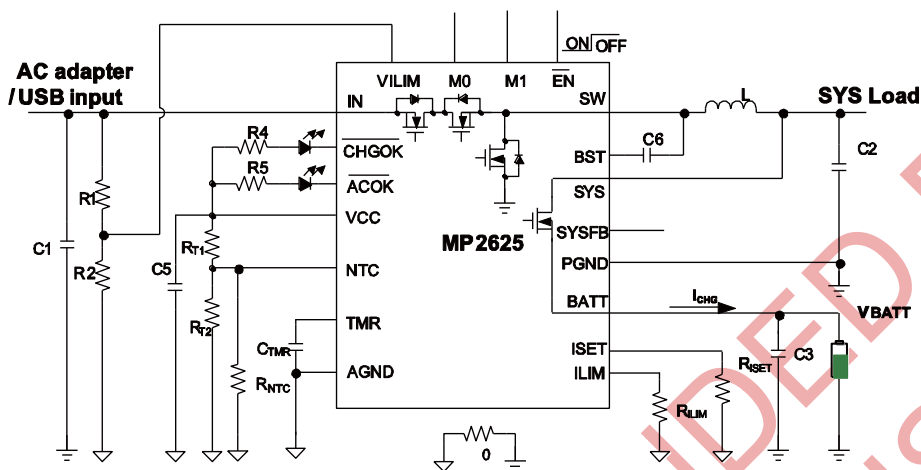 ON OFF
AC adapter
/ USB input
VILIM
M0
M1
EN
IN
SW
L
SYS Load
R4
CHGOK
C6
BST
C2
R5
ACOK
SYS
R1
VCC
SYSFB
C1
C5
RT1
MP2625
R2
NTC
PGND
BATT
ICHG
VBATT
RT2
TMR
CTMR
ISET
C3
RISET
AGND
ILIM
RNTC
RILIM
0
NDED